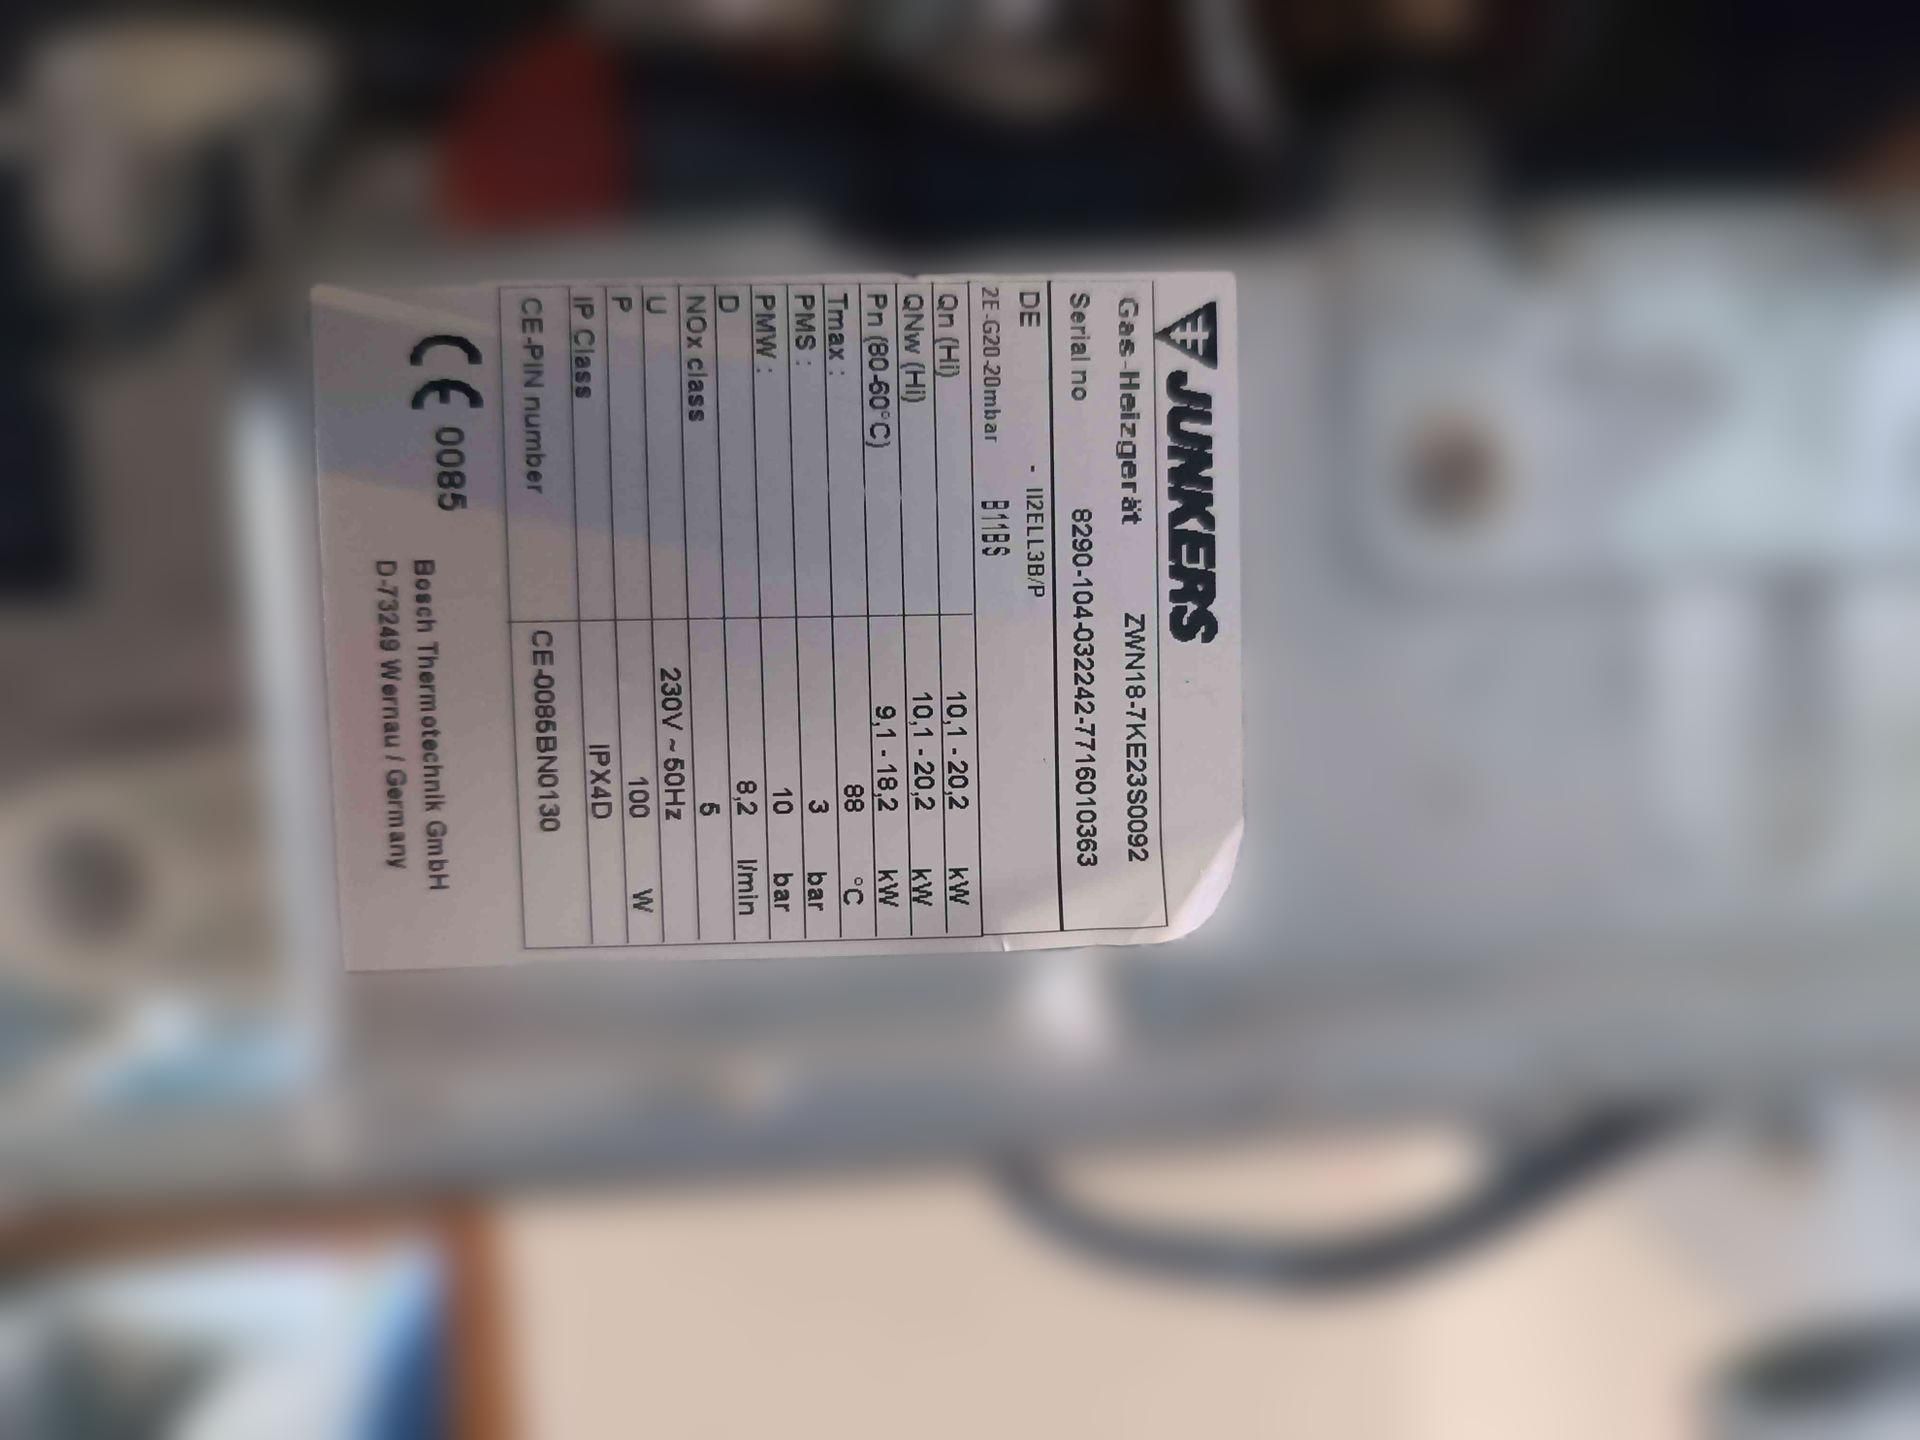 JUNKERS
Gas-Heizgerät ZWN18-7KE23S0092
Serial no 8290-104-032242-7716010363
DE - II2ELL3B/P
2E-G20-20mbar B11BS
Qn (Hi) 10,1 - 20,2 kW
QNw (Hi) 10,1 - 20,2 kW
Pn (80-60°C) 9,1 - 18,2 kW
Tmax : 88 °C
PMS : 3 bar
PMW : 10 bar
D 8,2 l/min
NOx class 5
U 230V ~ 50Hz
P 100 W
IP Class IPX4D
CE-PIN number CE-0085BN0130
CE 0085 Bosch Thermotechnik GmbH
D-73249 Wernau / Germany